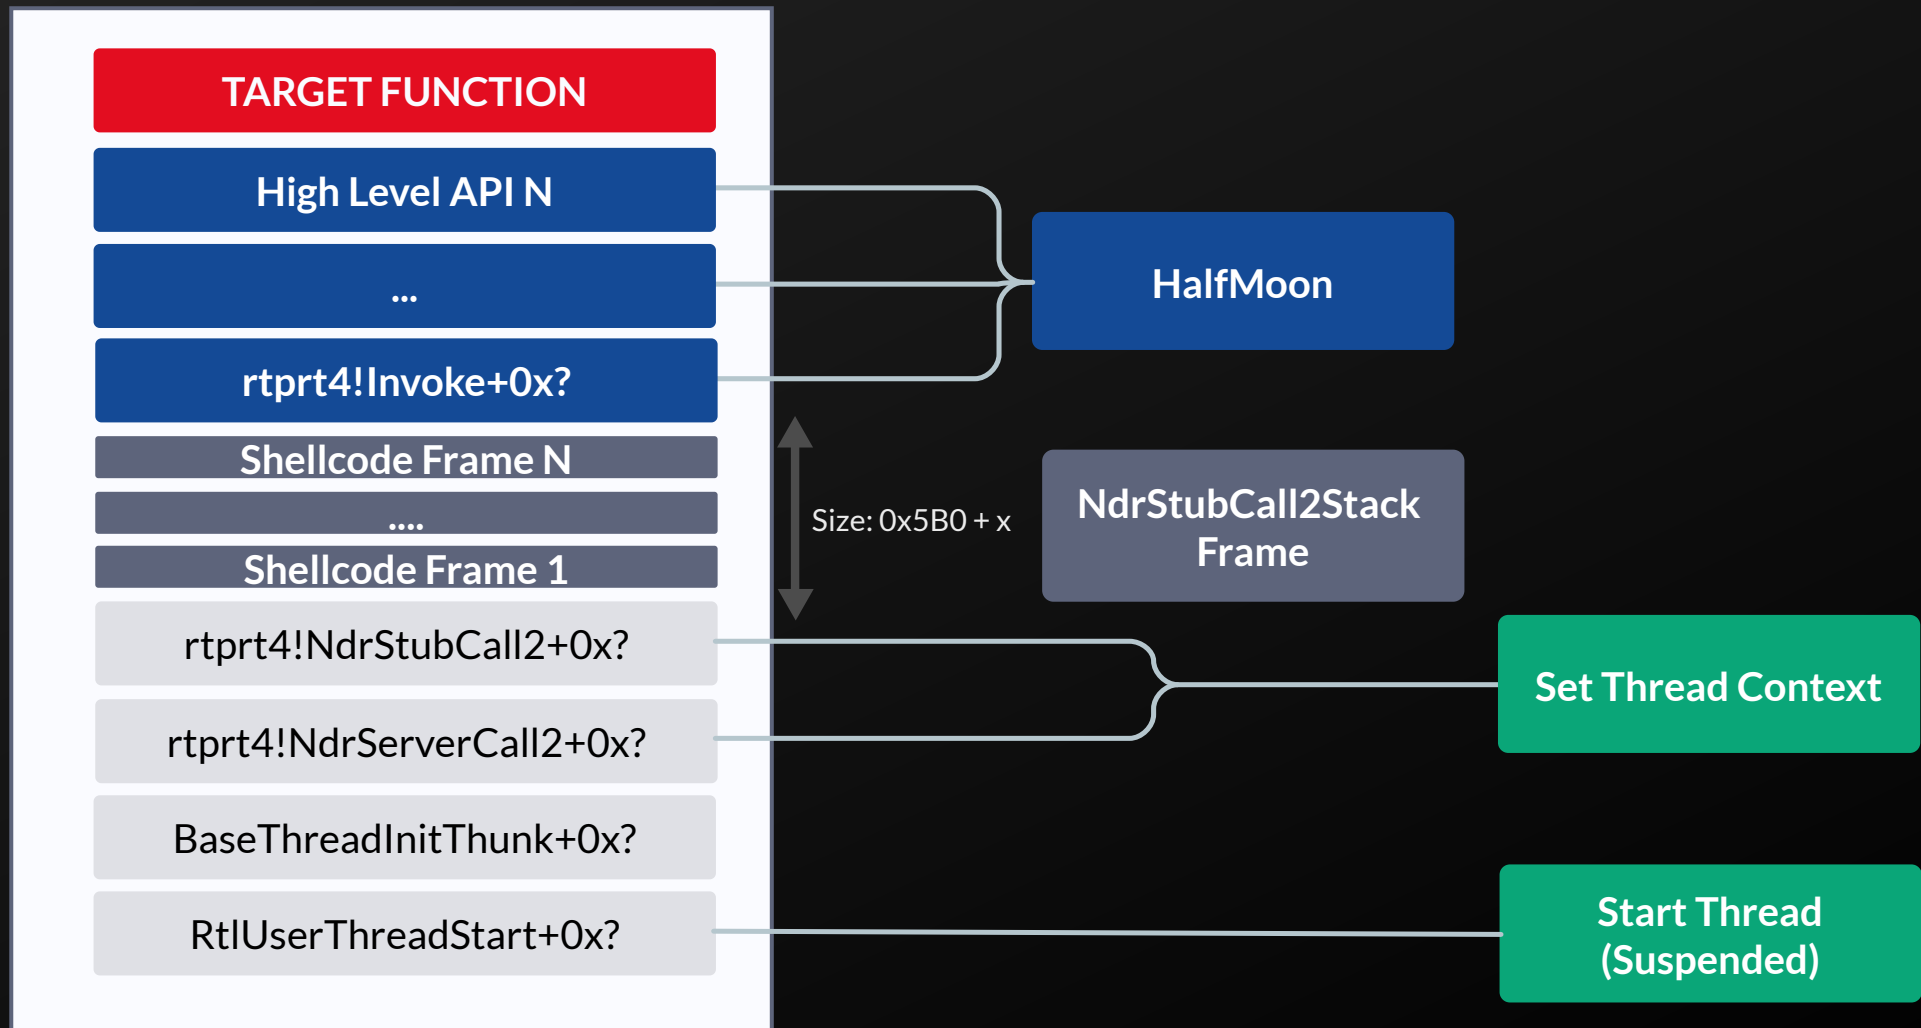 TARGET FUNCTION
High Level API N
...
rtprt4!Invoke+0x?
Shellcode Frame N
....
Shellcode Frame 1
rtprt4!NdrStubCall2+0x?
rtprt4!NdrServerCall2+0x?
BaseThreadInitThunk+0x?
RtlUserThreadStart+0x?
HalfMoon
Size: 0x5B0 + x
NdrStubCall2Stack
Frame
Set Thread Context
Start Thread
(Suspended)